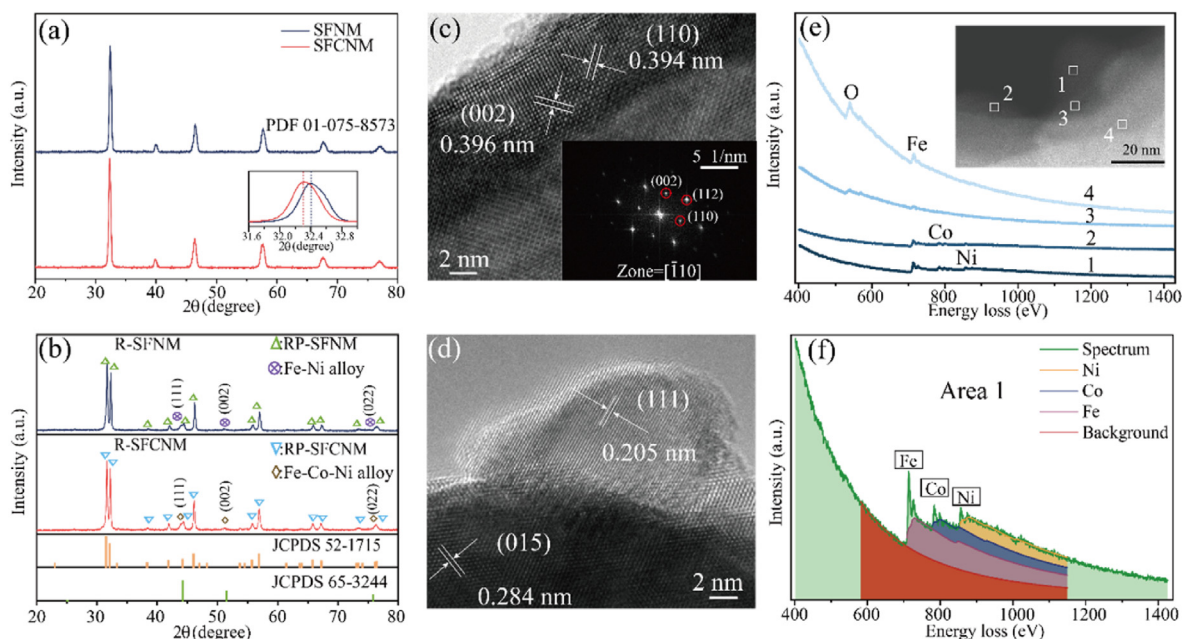 (a)
SFNM
SFCNM
PDF 01-075-8573
31.6 32.0 32.4 32.8
2θ (degree)
Intensity (a.u.)
20 30 40 50 60 70 80
2θ (degree)
(c)
(110)
0.394 nm
(002)
0.396 nm
5 1/nm
(002)
(112)
(110)
2 nm
Zone=[1̄10]
(e)
O
Fe
Co
Ni
4
3
2
1
2
1
3
4
20 nm
Intensity (a.u.)
400 600 800 1000 1200 1400
Energy loss (eV)
(b)
R-SFNM
:RP-SFNM
:Fe-Ni alloy
(111)
(002)
(022)
R-SFCNM
:RP-SFCNM
:Fe-Co-Ni alloy
(111)
(002)
(022)
JCPDS 52-1715
JCPDS 65-3244
Intensity (a.u.)
20 30 40 50 60 70 80
2θ (degree)
(d)
(111)
0.205 nm
(015)
0.284 nm
2 nm
(f)
Area 1
Spectrum
Ni
Co
Fe
Background
Fe
Co
Ni
Intensity (a.u.)
400 600 800 1000 1200 1400
Energy loss (eV)